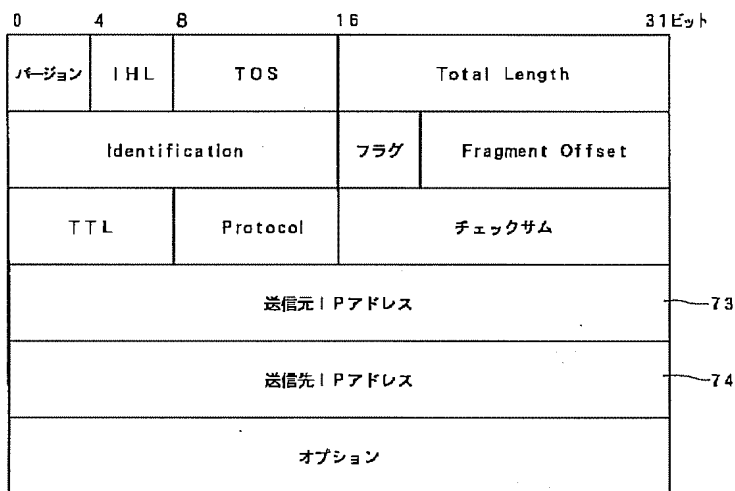 0 4 8 16 31ビット
バージョン IHL TOS Total Length
Identification フラグ Fragment Offset
TTL Protocol チェックサム
送信元IPアドレス 73
送信先IPアドレス 74
オプション